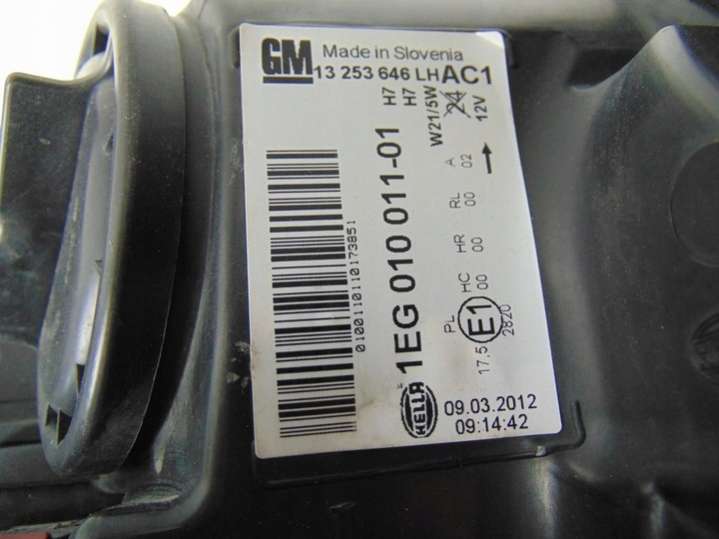 GM Made in Slovenia
13 253 646 LH AC1
H7
H7
W21/5W
24
12V
1EG 010 011-01
0100110110173851
A
02
RL
00
HR
00
HC
00
PL
E1
17.5
2820
HELLA
09.03.2012
09:14:42